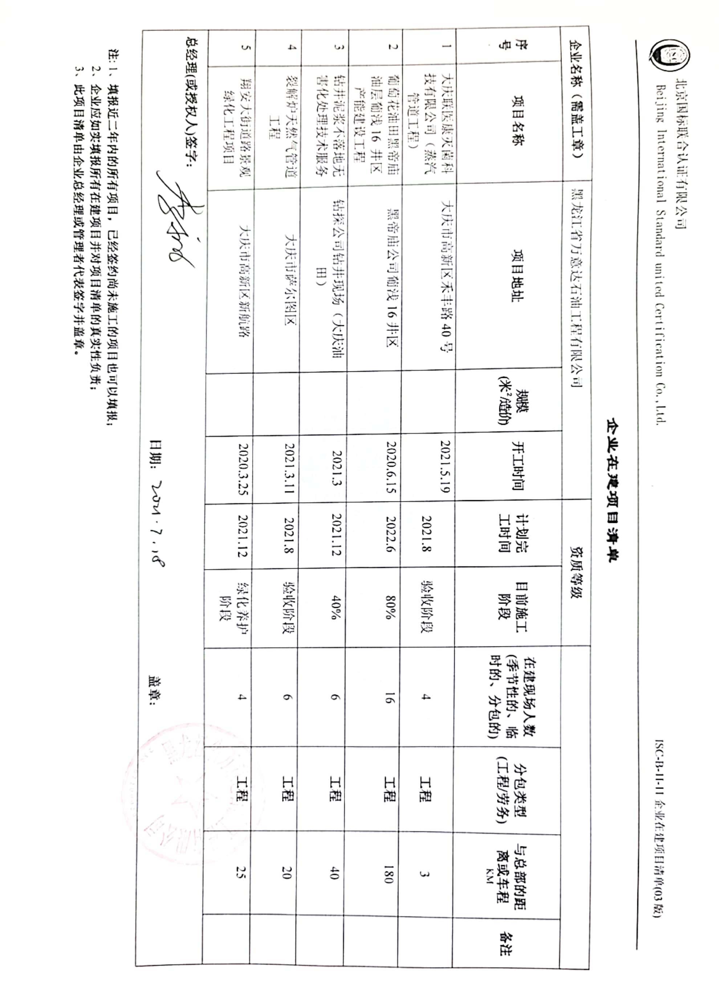 北京国标联合认证有限公司
Beijing International Standard united Certification Co.,Ltd.
ISC-B-II-11 企业在建项目清单(03 版)
企业在建项目清单
企业名称（需盖工章） 黑龙江省万意达石油工程有限公司 资质等级
序号 项目名称 项目地址 规模(米²/造价) 开工时间 计划完工时间 目前施工阶段 在建现场人数(季节性的、临时的、分包的) 分包类型(工程/劳务) 与总部的距离或车程KM 备注
1 大庆联医康灭菌科技有限公司（蒸汽管道工程） 大庆市高新区禾丰路 40 号 2021.5.19 2021.8 验收阶段 4 工程 3
2 葡萄花油田黑帝庙油层葡浅 16 井区产能建设工程 黑帝庙公司葡浅 16 井区 2020.6.15 2022.6 80% 16 工程 180
3 钻井泥浆不落地无害化处理技术服务 钻探公司钻井现场（大庆油田） 2021.3 2021.12 40% 6 工程 40
4 裂解炉天然气管道工程 大庆市萨尔图区 2021.3.11 2021.8 验收阶段 6 工程 20
5 翔安大街道路景观绿化工程项目 大庆市高新区新航路 2020.3.25 2021.12 绿化养护阶段 4 工程 25
总经理(或授权人)签字：
日期： 2021.7.18 盖章：
注: 1、填报近二年内的所有项目，已经签约尚未施工的项目也可以填报；
2、企业应如实填报所有在建项目并对项目清单的真实性负责；
3、此项目清单由企业总经理或管理者代表签字并盖章。